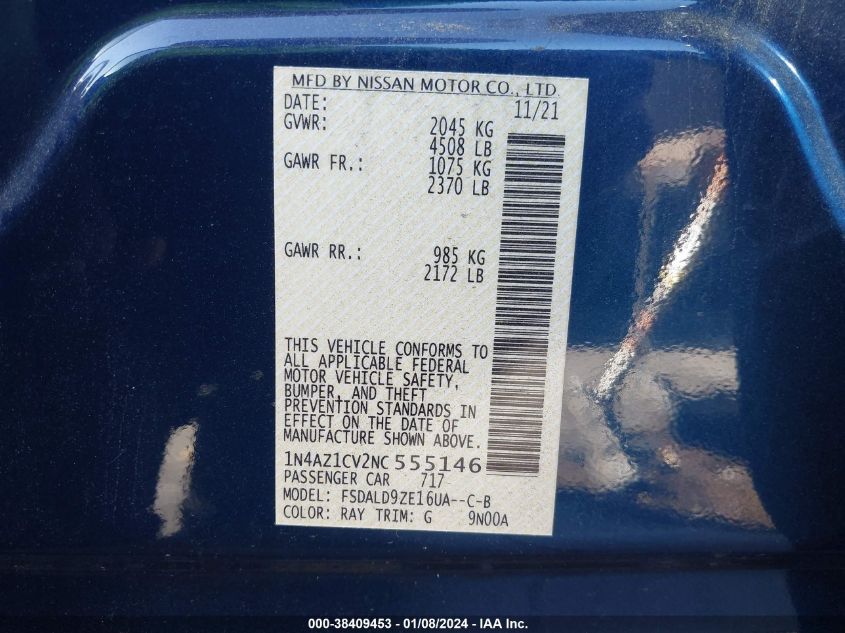 MFD BY NISSAN MOTOR CO., LTD.
DATE: 11/21
GVWR: 2045 KG
4508 LB
GAWR FR.: 1075 KG
2370 LB
GAWR RR.: 985 KG
2172 LB
THIS VEHICLE CONFORMS TO
ALL APPLICABLE FEDERAL
MOTOR VEHICLE SAFETY,
BUMPER, AND THEFT
PREVENTION STANDARDS IN
EFFECT ON THE DATE OF
MANUFACTURE SHOWN ABOVE.
1N4AZ1CV2NC555146
PASSENGER CAR 717
MODEL: FSDALD9ZE16UA--C-B
COLOR: RAY TRIM: G 9N00A
000-38409453 - 01/08/2024 - IAA Inc.